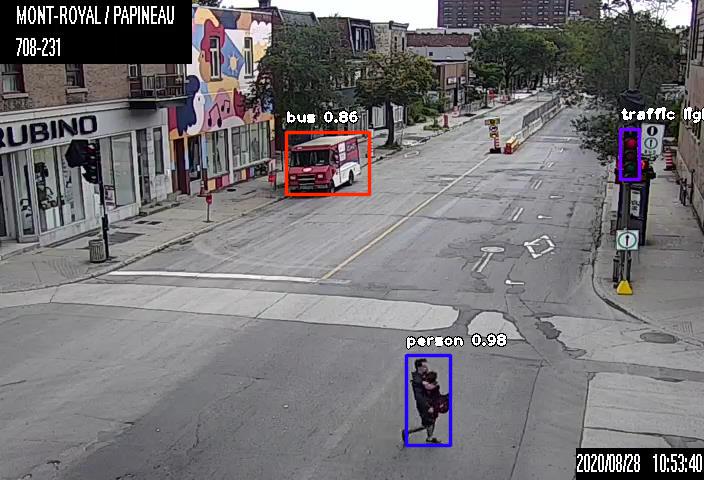 MONT-ROYAL / PAPINEAU
708-231
RUBINO
bus 0.86
traffic lig
person 0.98
2020/08/28 10:53:40